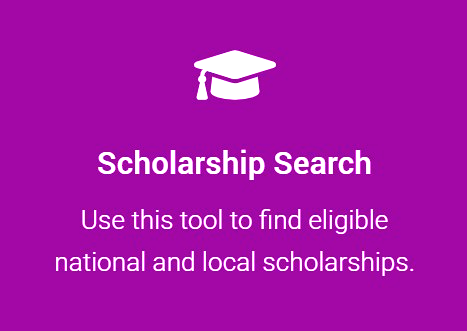 Scholarship Search
Use this tool to find eligible
national and local scholarships.